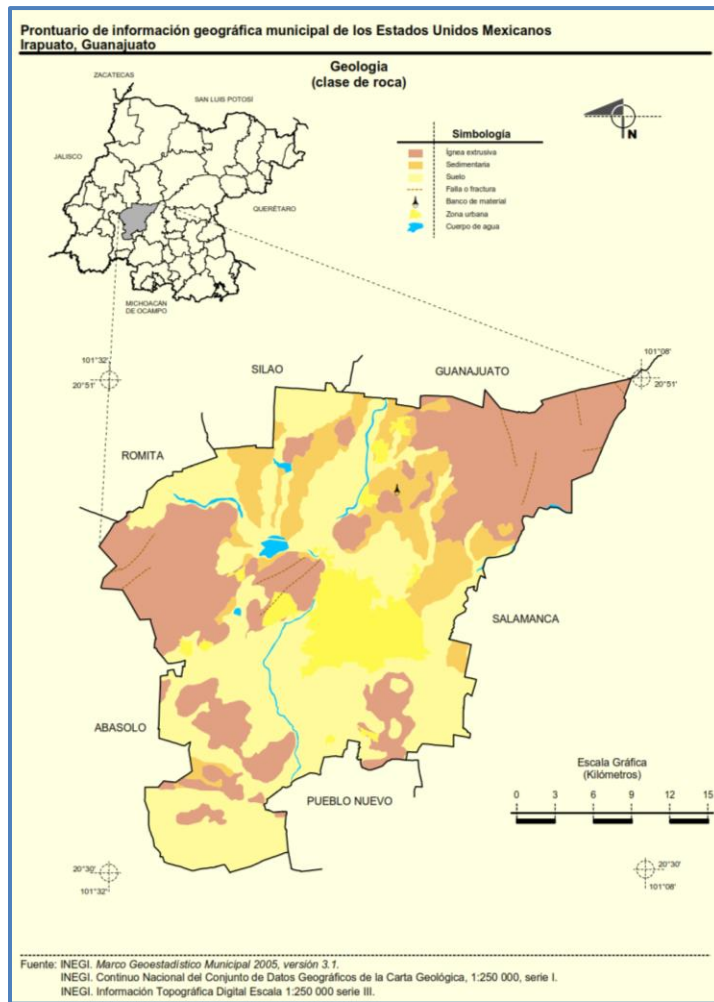 Prontuario de información geográfica municipal de los Estados Unidos Mexicanos
Irapuato, Guanajuato
Geología
(clase de roca)
ZACATECAS
SAN LUIS POTOSÍ
JALISCO
QUERÉTARO
MICHOACÁN
DE OCAMPO
N
Simbología
Ígnea extrusiva
Sedimentaria
Suelo
Falla o fractura
Banco de material
Zona urbana
Cuerpo de agua
101°32'
20°51'
SILAO
GUANAJUATO
101°08'
20°51'
ROMITA
SALAMANCA
ABASOLO
PUEBLO NUEVO
Escala Gráfica
(Kilómetros)
0 3 6 9 12 15
20°30'
101°32'
20°30'
101°08'
Fuente: INEGI. Marco Geoestadístico Municipal 2005, versión 3.1.
INEGI. Continuo Nacional del Conjunto de Datos Geográficos de la Carta Geológica, 1:250 000, serie I.
INEGI. Información Topográfica Digital Escala 1:250 000 serie III.